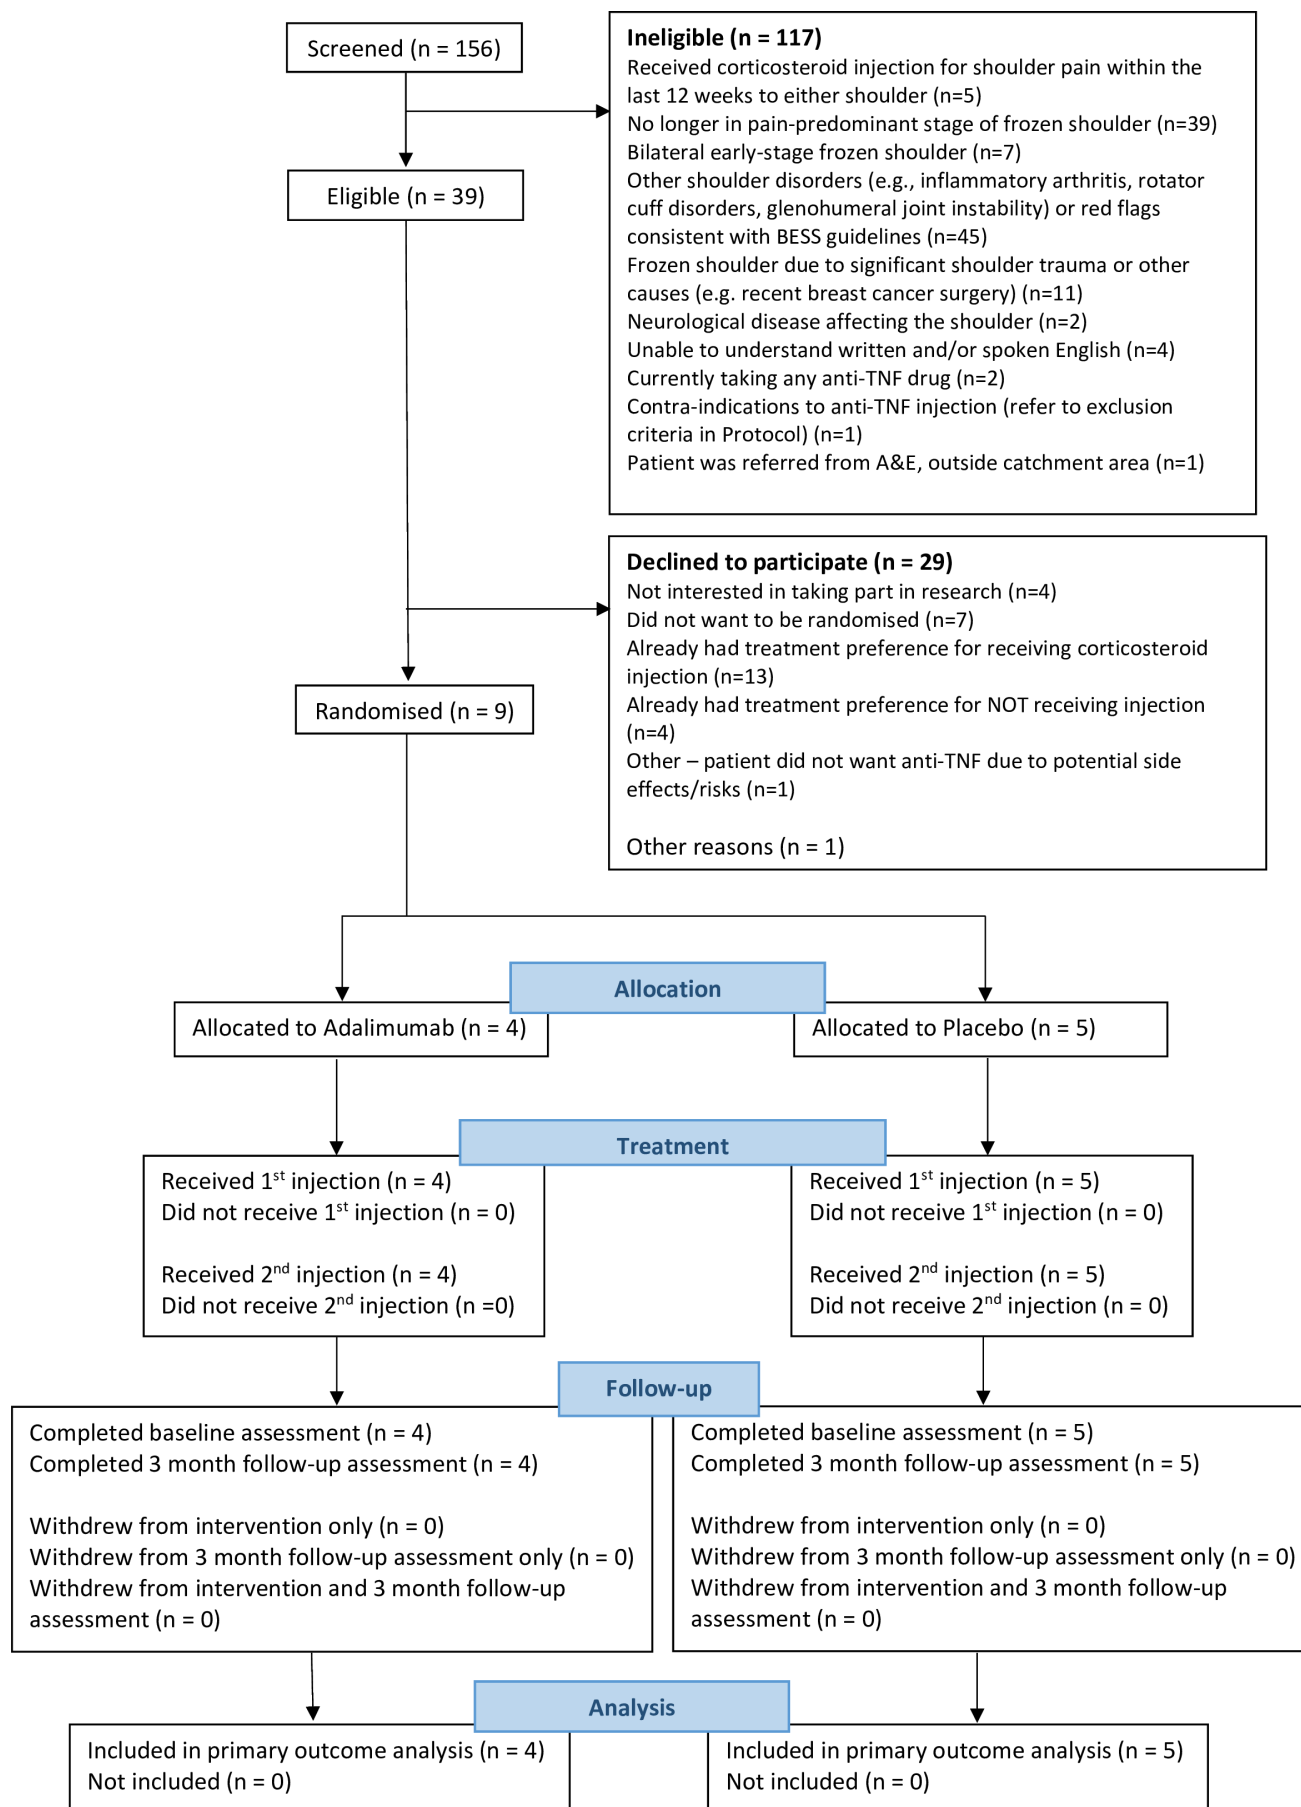 Screened (n = 156)
Ineligible (n = 117)
Received corticosteroid injection for shoulder pain within the
last 12 weeks to either shoulder (n=5)
No longer in pain-predominant stage of frozen shoulder (n=39)
Bilateral early-stage frozen shoulder (n=7)
Other shoulder disorders (e.g., inflammatory arthritis, rotator
cuff disorders, glenohumeral joint instability) or red flags
consistent with BESS guidelines (n=45)
Frozen shoulder due to significant shoulder trauma or other
causes (e.g. recent breast cancer surgery) (n=11)
Neurological disease affecting the shoulder (n=2)
Unable to understand written and/or spoken English (n=4)
Currently taking any anti-TNF drug (n=2)
Contra-indications to anti-TNF injection (refer to exclusion
criteria in Protocol) (n=1)
Patient was referred from A&E, outside catchment area (n=1)
Eligible (n = 39)
Declined to participate (n = 29)
Not interested in taking part in research (n=4)
Did not want to be randomised (n=7)
Already had treatment preference for receiving corticosteroid
injection (n=13)
Already had treatment preference for NOT receiving injection
(n=4)
Other – patient did not want anti-TNF due to potential side
effects/risks (n=1)
Other reasons (n = 1)
Randomised (n = 9)
Allocation
Allocated to Adalimumab (n = 4)
Allocated to Placebo (n = 5)
Treatment
Received 1st injection (n = 4)
Did not receive 1st injection (n = 0)
Received 2nd injection (n = 4)
Did not receive 2nd injection (n =0)
Received 1st injection (n = 5)
Did not receive 1st injection (n = 0)
Received 2nd injection (n = 5)
Did not receive 2nd injection (n = 0)
Follow-up
Completed baseline assessment (n = 4)
Completed 3 month follow-up assessment (n = 4)
Withdrew from intervention only (n = 0)
Withdrew from 3 month follow-up assessment only (n = 0)
Withdrew from intervention and 3 month follow-up
assessment (n = 0)
Completed baseline assessment (n = 5)
Completed 3 month follow-up assessment (n = 5)
Withdrew from intervention only (n = 0)
Withdrew from 3 month follow-up assessment only (n = 0)
Withdrew from intervention and 3 month follow-up
assessment (n = 0)
Analysis
Included in primary outcome analysis (n = 4)
Not included (n = 0)
Included in primary outcome analysis (n = 5)
Not included (n = 0)